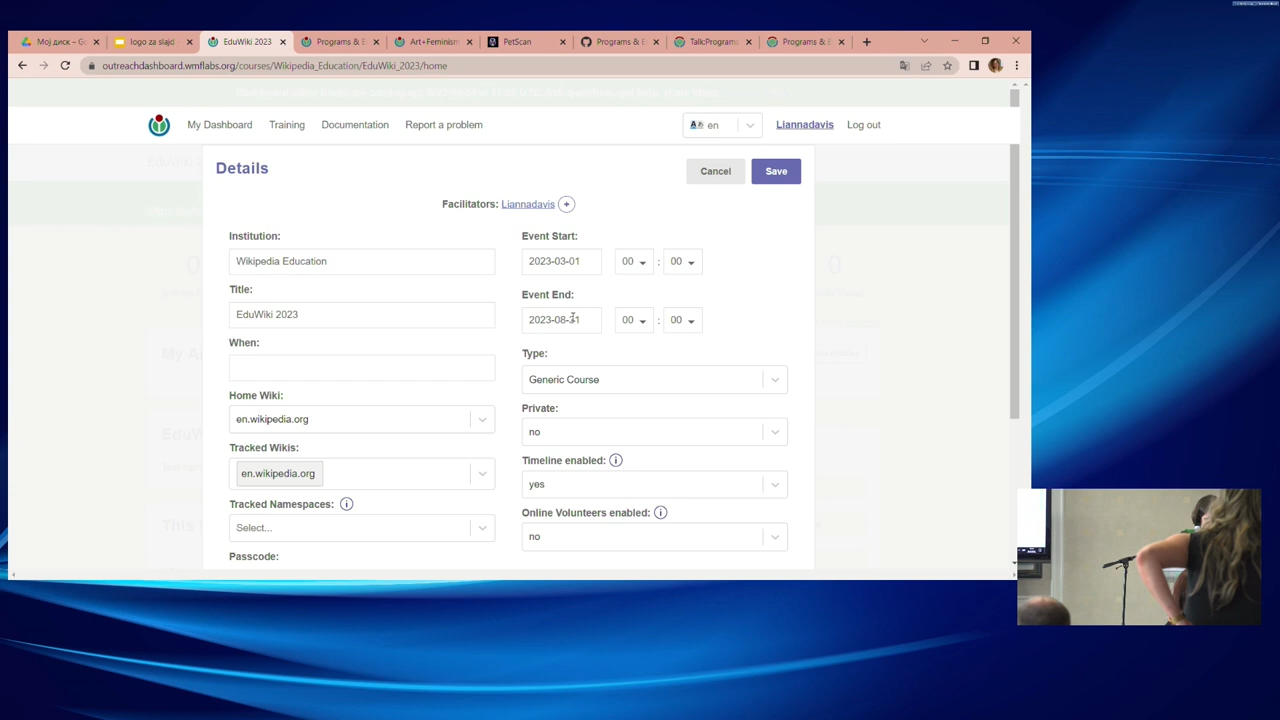 Мој диск – Go
logo za slajd
EduWiki 2023
Programs & E
Art+Feminism
PetScan
Programs & E
Talk:Programs
Programs & E
outreachdashboard.wmflabs.org/courses/Wikipedia_Education/EduWiki_2023/home
My Dashboard
Training
Documentation
Report a problem
en
Liannadavis
Log out
Details
Cancel
Save
Facilitators: Liannadavis +
Institution:
Wikipedia Education
Title:
EduWiki 2023
When:
Home Wiki:
en.wikipedia.org
Tracked Wikis:
en.wikipedia.org
Tracked Namespaces:
Select...
Passcode:
Event Start:
2023-03-01 00 : 00
Event End:
2023-08-31 00 : 00
Type:
Generic Course
Private:
no
Timeline enabled:
yes
Online Volunteers enabled:
no